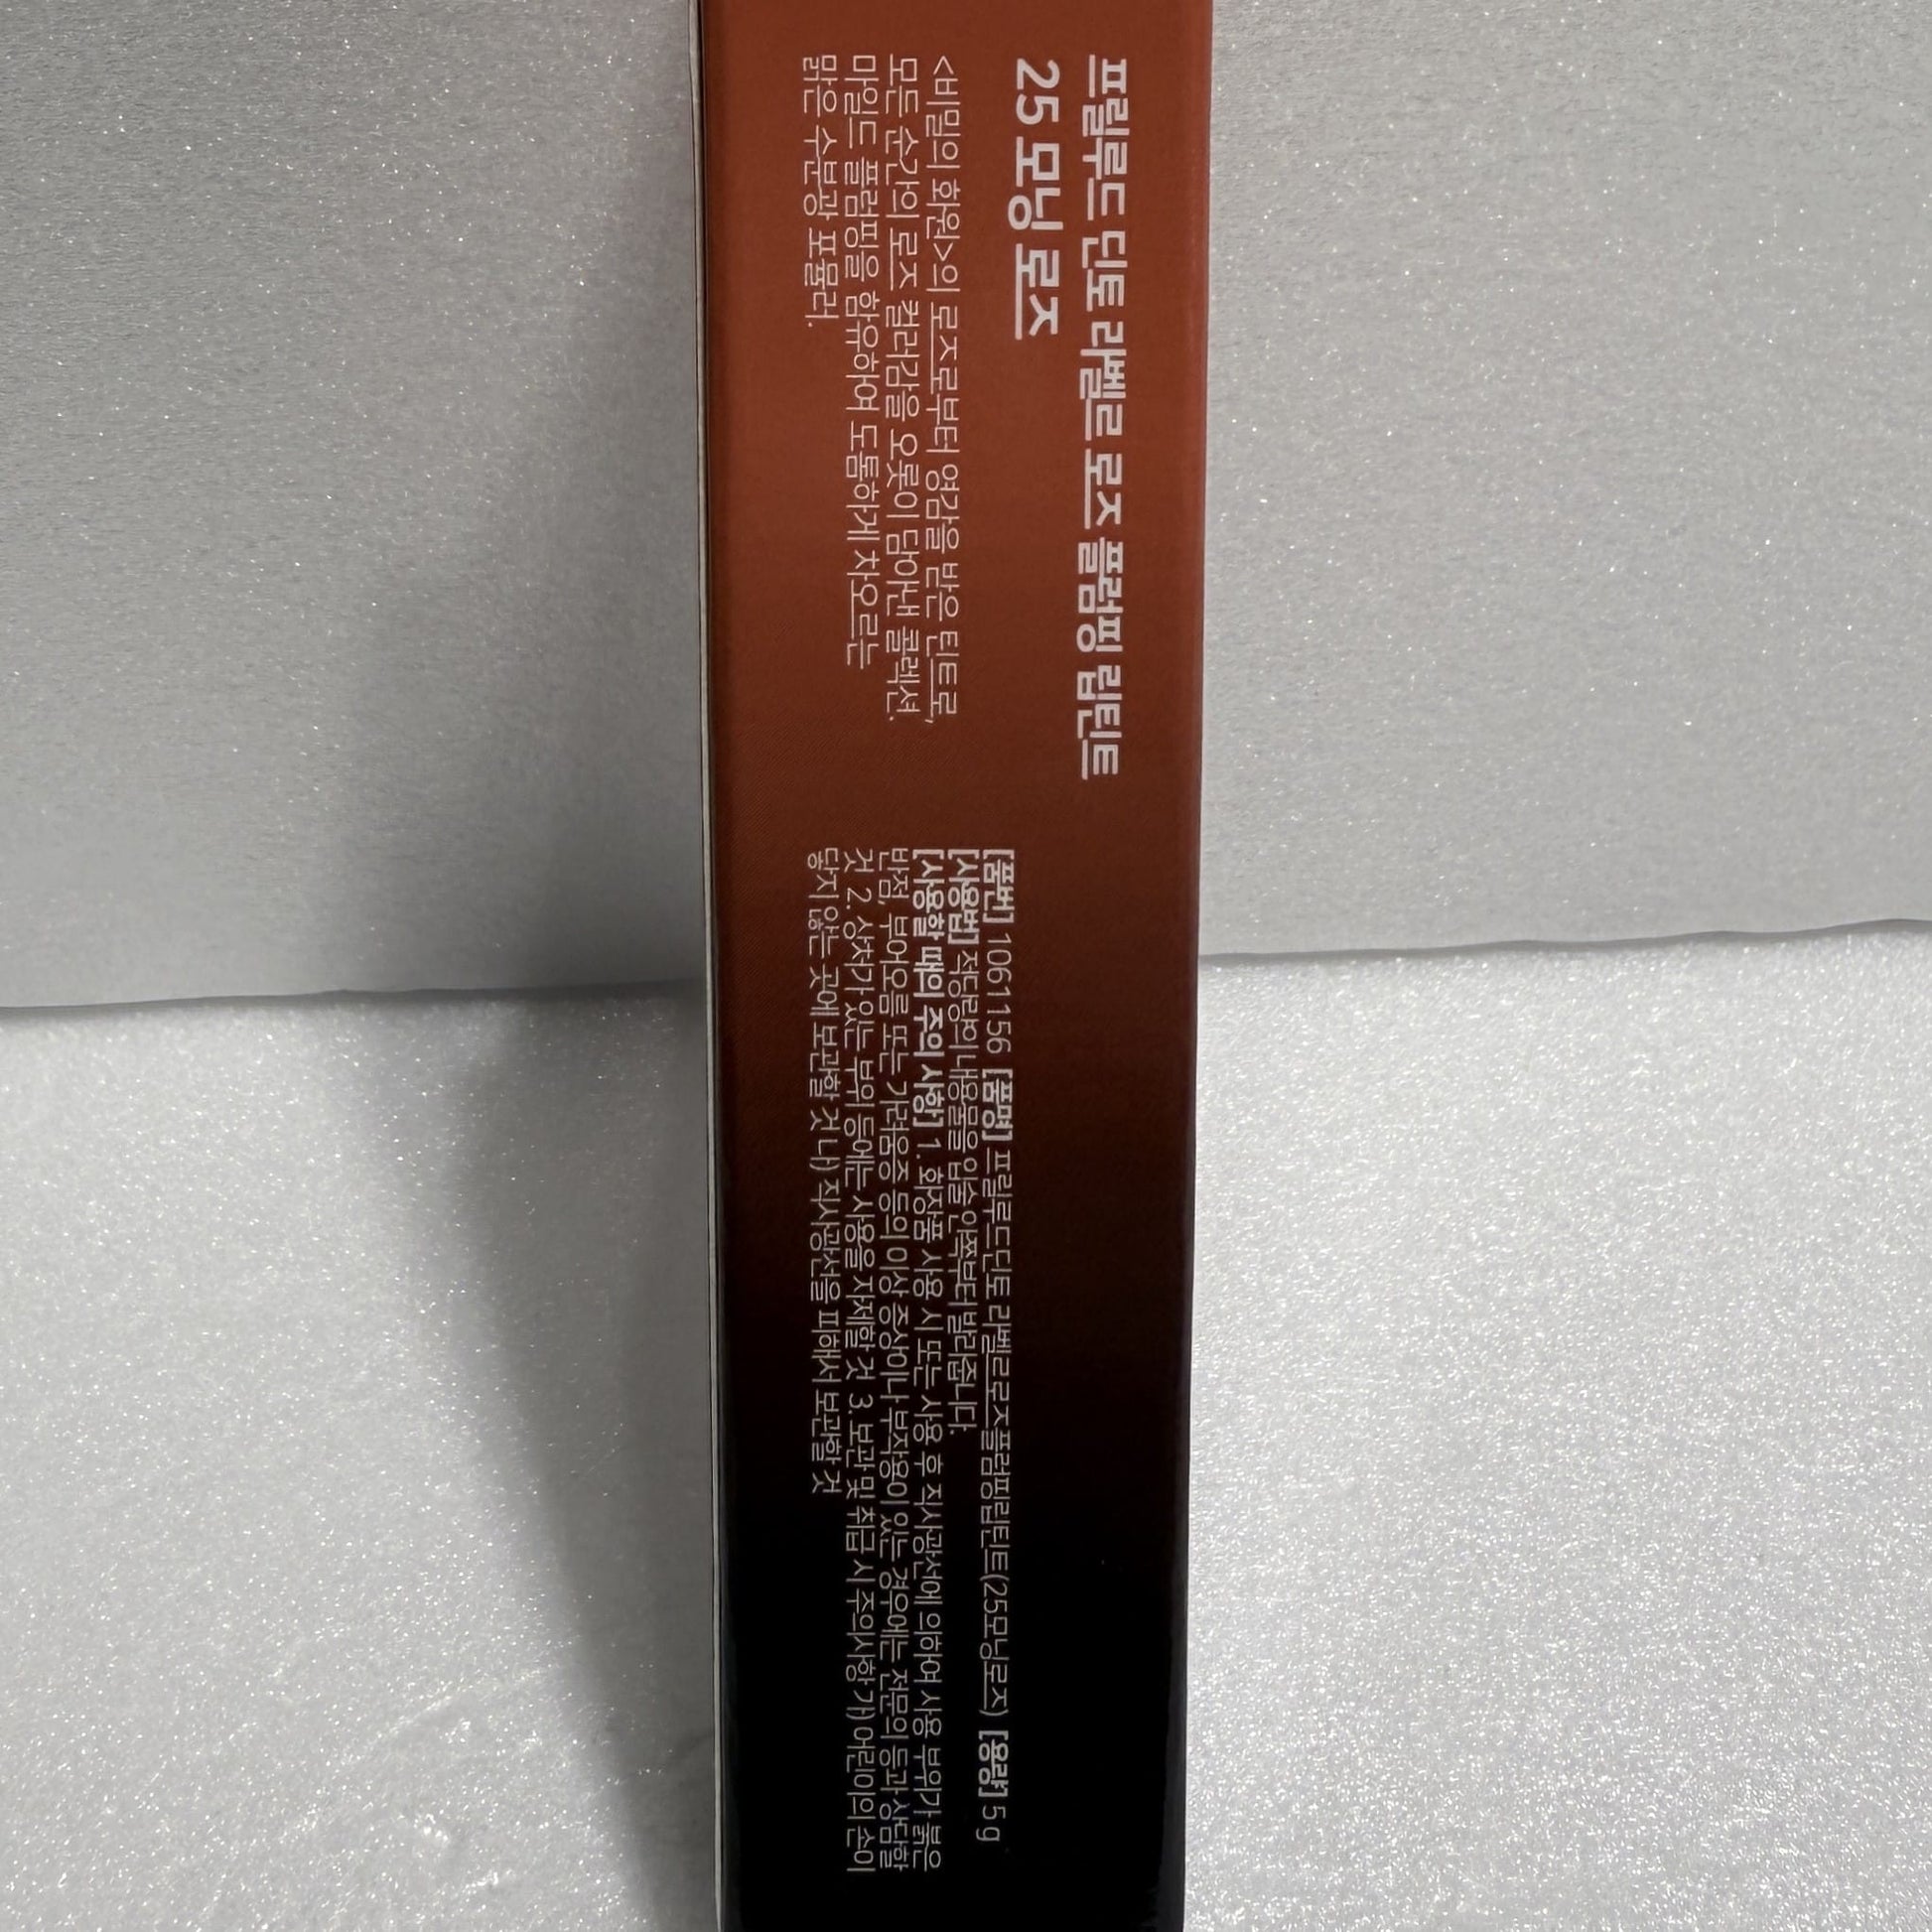 프릴루드 딘토 라벨르 로즈 플럼핑 립틴트
25 모닝 로즈
<비밀의 화원>의 로즈로부터 영감을 받은 틴트로,
모든 순간의 로즈 컬러감을 오롯이 담아낸 콜렉션.
마일드 플럼핑을 함유하여 도톰하게 차오르는
맑은 수분광 포뮬러.
[품번] 1061156 [품명] 프릴루드딘토 라벨르로즈플럼핑립틴트(25모닝로즈) [용량] 5 g
[사용법] 적당량의 내용물을 입술 안쪽부터 발라줍니다.
[사용할 때의 주의 사항] 1. 화장품 사용 시 또는 사용 후 직사광선에 의하여 사용 부위가 붉은
반점, 부어오름 또는 가려움증 등의 이상 증상이나 부작용이 있는 경우에는 전문의 등과 상담할
것 2. 상처가 있는 부위 등에는 사용을 자제할 것 3. 보관 및 취급 시 주의사항 가) 어린이의 손이
닿지 않는 곳에 보관할 것 나) 직사광선을 피해서 보관할 것